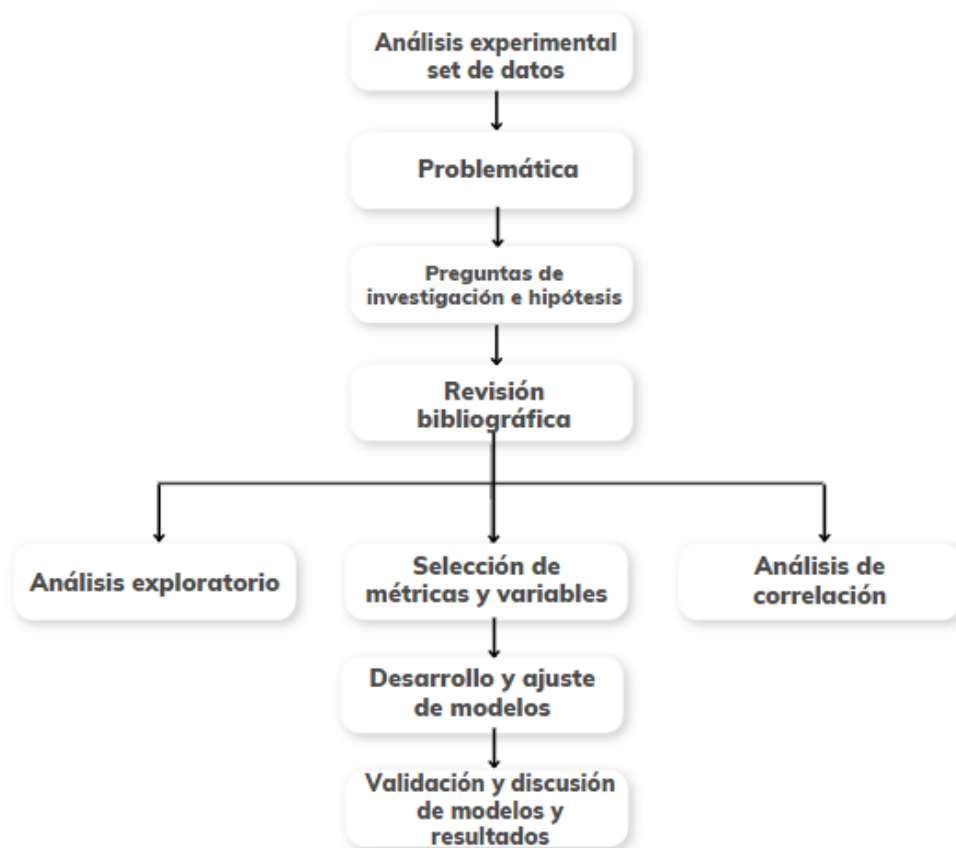 Análisis experimental
set de datos
Problemática
Preguntas de
investigación e hipótesis
Revisión
bibliográfica
Análisis exploratorio
Selección de
métricas y variables
Análisis de
correlación
Desarrollo y ajuste
de modelos
Validación y discusión
de modelos y
resultados